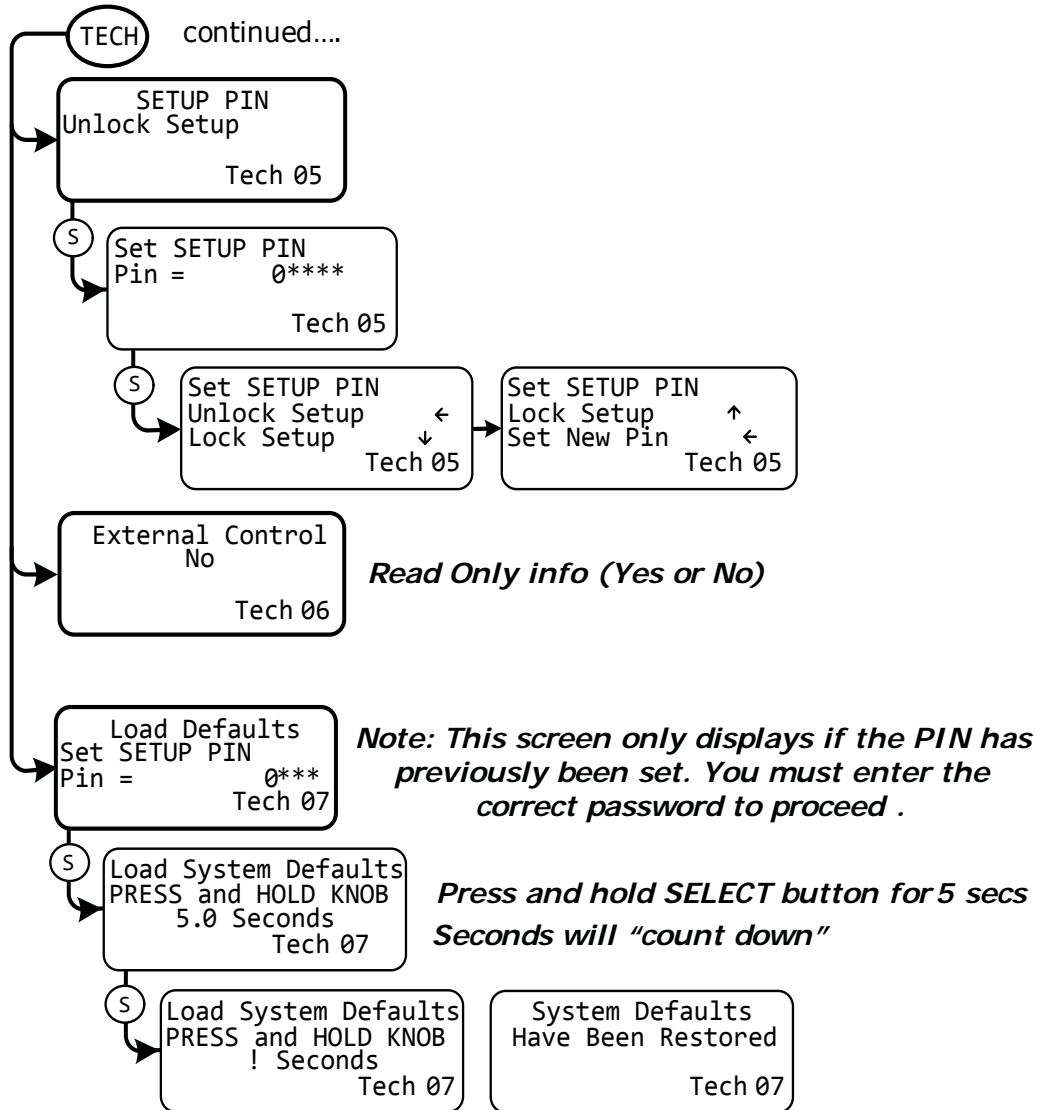 TECH continued....
SETUP PIN
Unlock Setup
Tech 05
S
Set SETUP PIN
Pin = 0****
Tech 05
S
Set SETUP PIN
Unlock Setup ←
Lock Setup ↓
Tech 05
Set SETUP PIN
Lock Setup ↑
Set New Pin ←
Tech 05
External Control
No
Tech 06
Read Only info (Yes or No)
Load Defaults
Set SETUP PIN
Pin = 0***
Tech 07
Note: This screen only displays if the PIN has
previously been set. You must enter the
correct password to proceed .
S
Load System Defaults
PRESS and HOLD KNOB
5.0 Seconds
Tech 07
Press and hold SELECT button for 5 secs
Seconds will “count down”
S
Load System Defaults
PRESS and HOLD KNOB
! Seconds
Tech 07
System Defaults
Have Been Restored
Tech 07